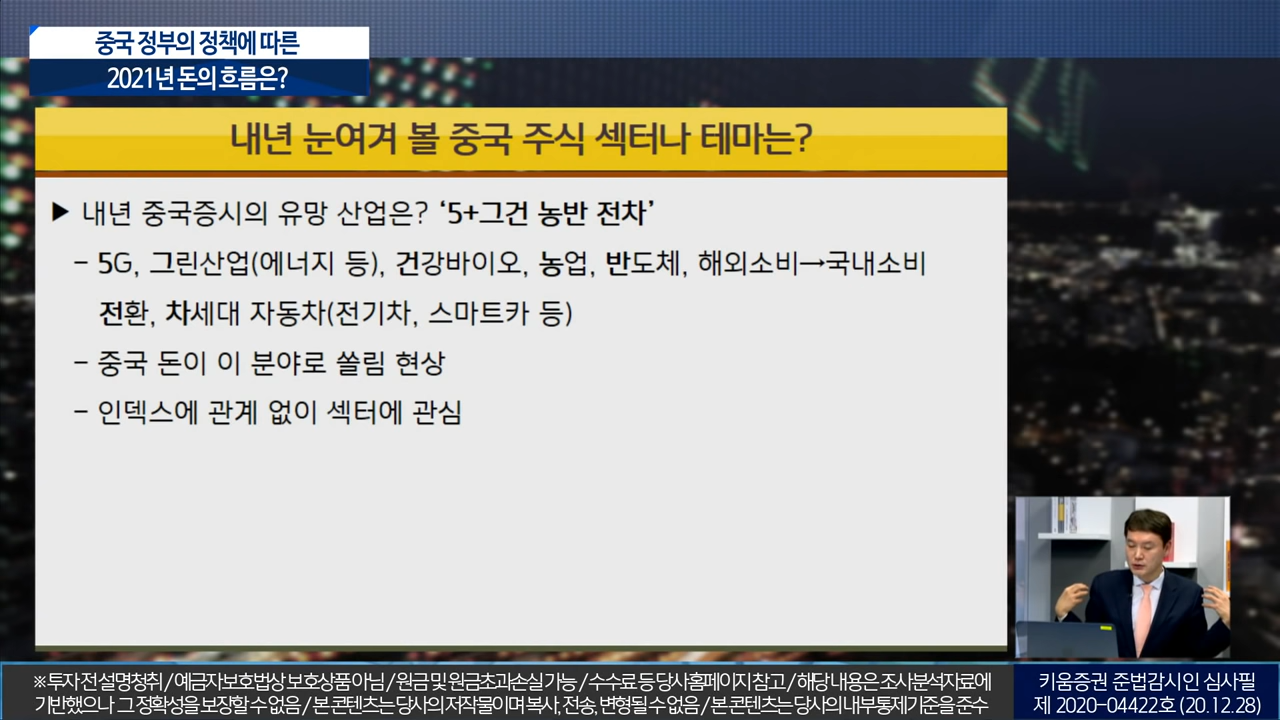 중국 정부의 정책에 따른
2021년 돈의 흐름은?
내년 눈여겨 볼 중국 주식 섹터나 테마는?
▶ 내년 중국증시의 유망 산업은? ‘5+그건 농반 전차’
– 5G, 그린산업(에너지 등), 건강바이오, 농업, 반도체, 해외소비→국내소비
전환, 차세대 자동차(전기차, 스마트카 등)
– 중국 돈이 이 분야로 쏠림 현상
– 인덱스에 관계 없이 섹터에 관심
※ 투자 전 설명청취 / 예금자보호법상 보호상품 아님 / 원금 및 원금초과손실 가능 / 수수료 등 당사홈페이지 참고 / 해당 내용은 조사분석자료에
기반했으나 그 정확성을 보장할 수 없음 / 본 콘텐츠는 당사의 저작물이며 복사, 전송, 변형될 수 없음 / 본 콘텐츠는 당사의 내부통제기준을 준수
키움증권 준법감시인 심사필
제 2020-04422호 (20.12.28)